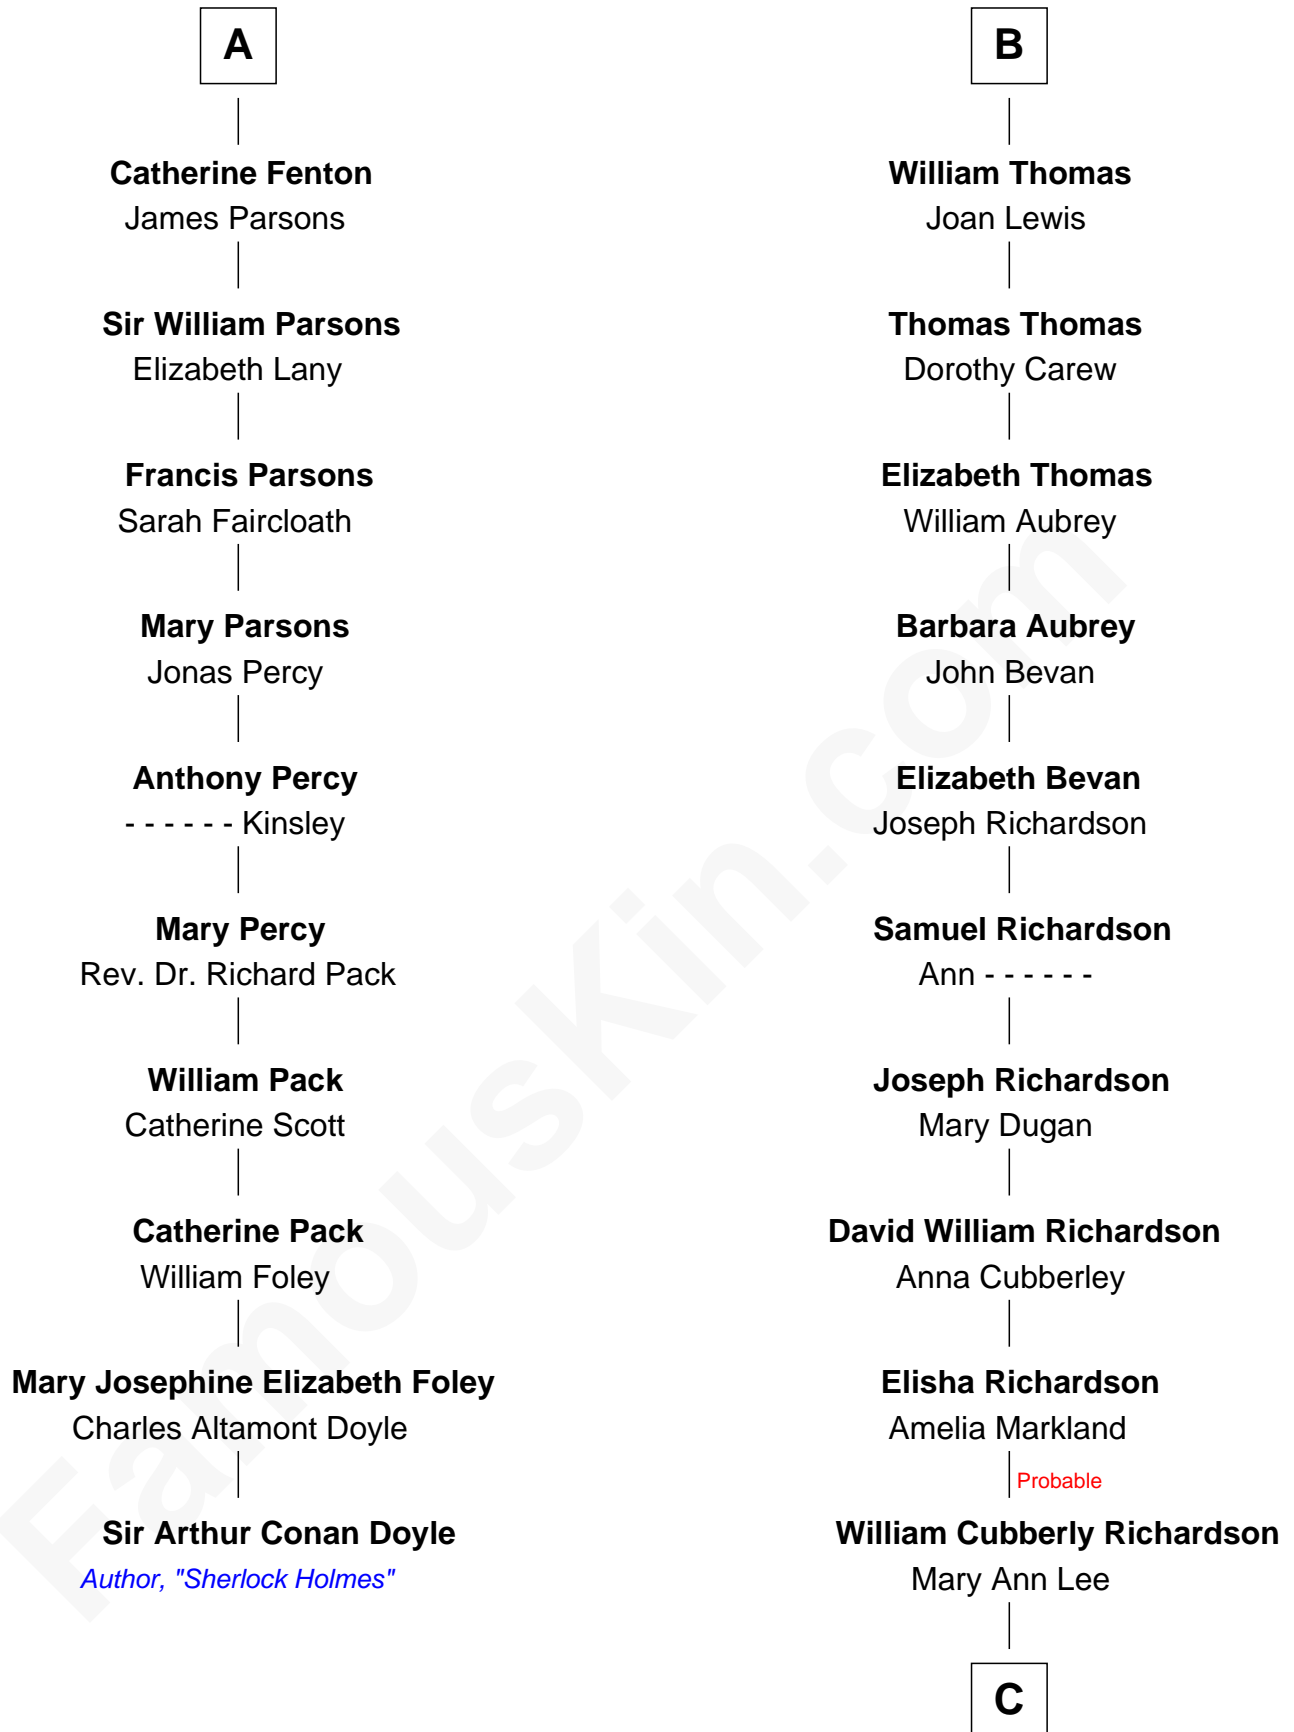 A
Catherine Fenton
James Parsons
Sir William Parsons
Elizabeth Lany
Francis Parsons
Sarah Faircloath
Mary Parsons
Jonas Percy
Anthony Percy
- - - - - - Kinsley
Mary Percy
Rev. Dr. Richard Pack
William Pack
Catherine Scott
Catherine Pack
William Foley
Mary Josephine Elizabeth Foley
Charles Altamont Doyle
Sir Arthur Conan Doyle
Author, "Sherlock Holmes"
B
William Thomas
Joan Lewis
Thomas Thomas
Dorothy Carew
Elizabeth Thomas
William Aubrey
Barbara Aubrey
John Bevan
Elizabeth Bevan
Joseph Richardson
Samuel Richardson
Ann - - - - - -
Joseph Richardson
Mary Dugan
David William Richardson
Anna Cubberley
Elisha Richardson
Amelia Markland
Probable
William Cubberly Richardson
Mary Ann Lee
C
FamousKin.com